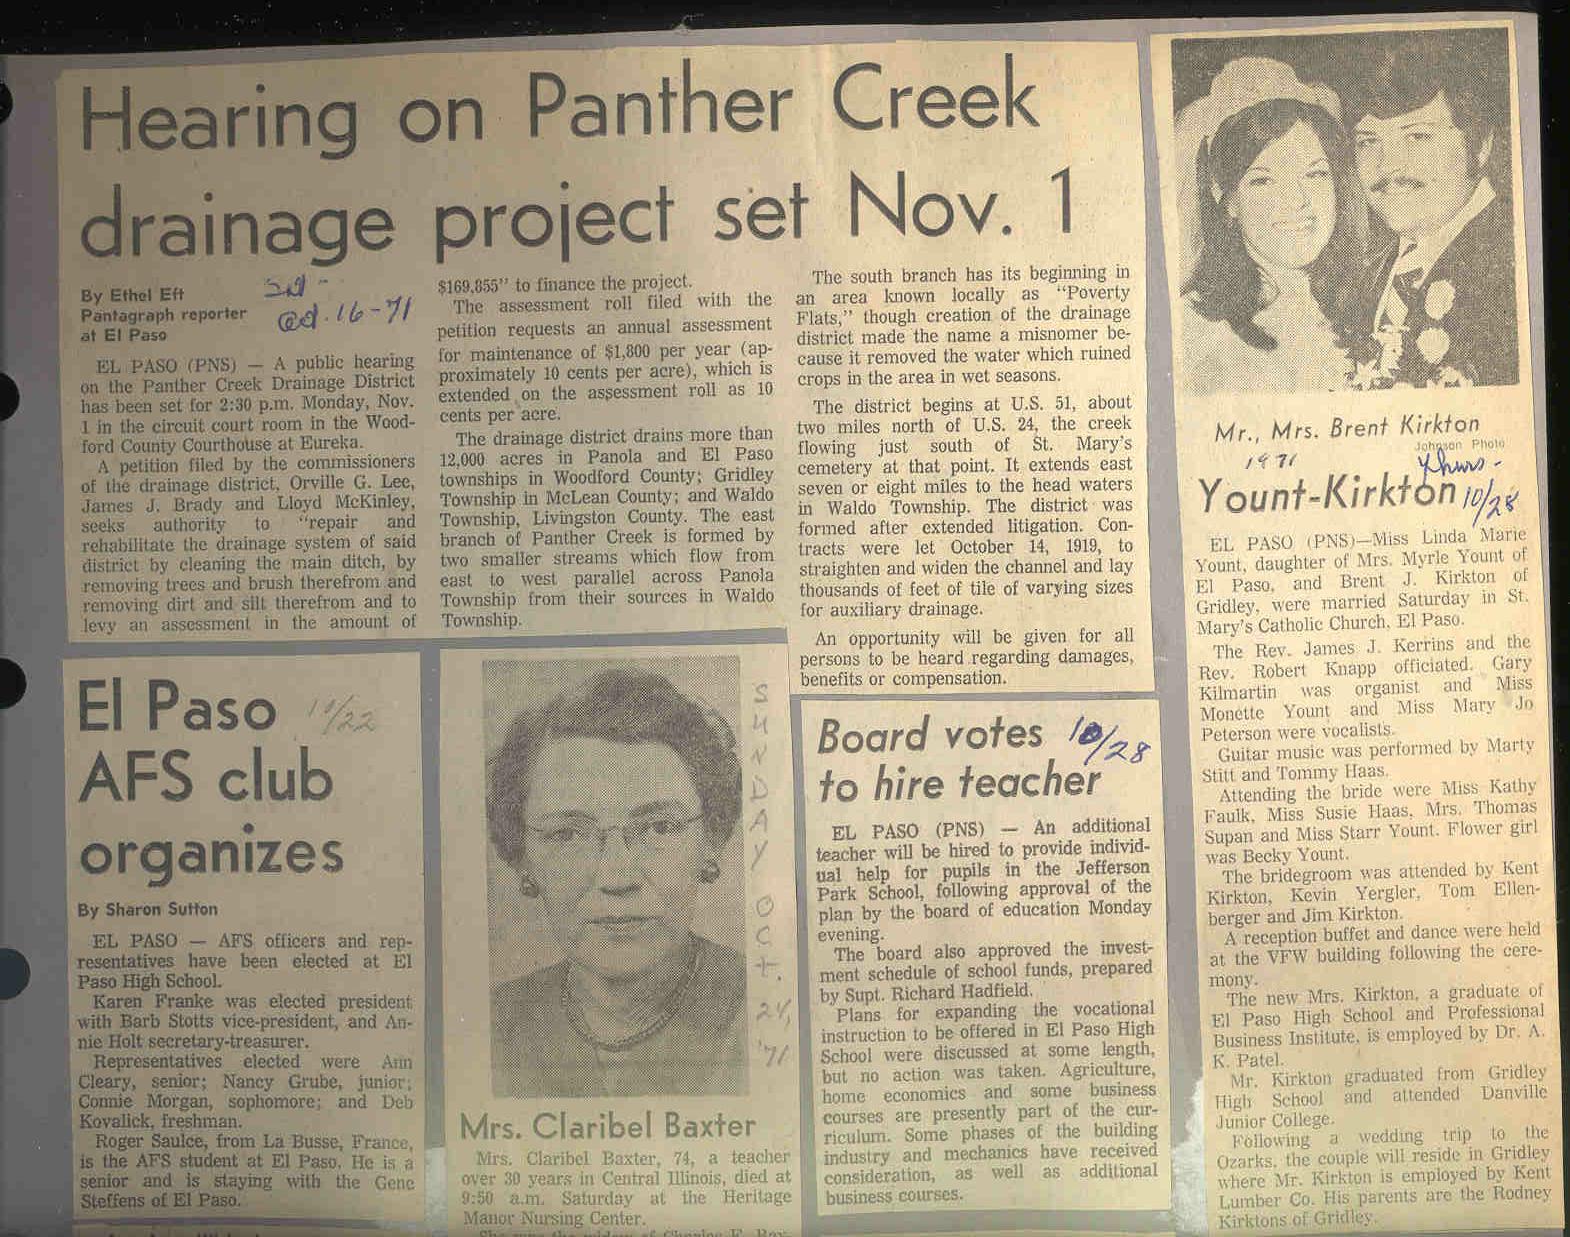 Hearing on Panther Creek
drainage project set Nov. 1
By Ethel Eft
Pantagraph reporter
at El Paso
16-71
EL PASO (PNS) — A public hearing
on the Panther Creek Drainage District
has been set for 2:30 p.m. Monday, Nov.
1 in the circuit court room in the Wood-
ford County Courthouse at Eureka.
A petition filed by the commissioners
of the drainage district, Orville G. Lee,
James J. Brady and Lloyd McKinley,
seeks authority to "repair and
rehabilitate the drainage system of said
district by cleaning the main ditch, by
removing trees and brush therefrom and
removing dirt and silt therefrom and to
levy an assessment in the amount of
$169,855" to finance the project.
The assessment roll filed with the
petition requests an annual assessment
for maintenance of $1,800 per year (ap-
proximately 10 cents per acre), which is
extended on the assessment roll as 10
cents per acre.
The drainage district drains more than
12,000 acres in Panola and El Paso
townships in Woodford County; Gridley
Township in McLean County; and Waldo
Township, Livingston County. The east
branch of Panther Creek is formed by
two smaller streams which flow from
east to west parallel across Panola
Township from their sources in Waldo
Township.
The south branch has its beginning in
an area known locally as "Poverty
Flats," though creation of the drainage
district made the name a misnomer be-
cause it removed the water which ruined
crops in the area in wet seasons.
The district begins at U.S. 51, about
two miles north of U.S. 24, the creek
flowing just south of St. Mary's
cemetery at that point. It extends east
seven or eight miles to the head waters
in Waldo Township. The district was
formed after extended litigation. Con-
tracts were let October 14, 1919, to
straighten and widen the channel and lay
thousands of feet of tile of varying sizes
for auxiliary drainage.
An opportunity will be given for all
persons to be heard regarding damages,
benefits or compensation.
El Paso
10/22
AFS club
organizes
By Sharon Sutton
EL PASO — AFS officers and rep-
resentatives have been elected at El
Paso High School.
Karen Franke was elected president
with Barb Stotts vice-president, and An-
nie Holt secretary-treasurer.
Representatives elected were Ann
Cleary, senior; Nancy Grube, junior;
Connie Morgan, sophomore; and Deb
Kovalick, freshman.
Roger Saulce, from La Busse, France,
is the AFS student at El Paso. He is a
senior and is staying with the Gene
Steffens of El Paso.
SUNDAY OCT. 24, '71
Mrs. Claribel Baxter
Mrs. Claribel Baxter, 74, a teacher
over 30 years in Central Illinois, died at
9:50 a.m. Saturday at the Heritage
Manor Nursing Center.
She was the widow of Charles E. Bax-
Board votes
10/28
to hire teacher
EL PASO (PNS) — An additional
teacher will be hired to provide individ-
ual help for pupils in the Jefferson
Park School, following approval of the
plan by the board of education Monday
evening.
The board also approved the invest-
ment schedule of school funds, prepared
by Supt. Richard Hadfield.
Plans for expanding the vocational
instruction to be offered in El Paso High
School were discussed at some length,
but no action was taken. Agriculture,
home economics and some business
courses are presently part of the cur-
riculum. Some phases of the building
industry and mechanics have received
consideration, as well as additional
business courses.
Mr., Mrs. Brent Kirkton
Johnson Photo
1971
Thurs-
Yount-Kirkton
10/28
EL PASO (PNS)—Miss Linda Marie
Yount, daughter of Mrs. Myrle Yount of
El Paso, and Brent J. Kirkton of
Gridley, were married Saturday in St.
Mary's Catholic Church, El Paso.
The Rev. James J. Kerrins and the
Rev. Robert Knapp officiated. Gary
Kilmartin was organist and Miss
Monette Yount and Miss Mary Jo
Peterson were vocalists.
Guitar music was performed by Marty
Stitt and Tommy Haas.
Attending the bride were Miss Kathy
Faulk, Miss Susie Haas, Mrs. Thomas
Supan and Miss Starr Yount. Flower girl
was Becky Yount.
The bridegroom was attended by Kent
Kirkton, Kevin Yergler, Tom Ellen-
berger and Jim Kirkton.
A reception buffet and dance were held
at the VFW building following the cere-
mony.
The new Mrs. Kirkton, a graduate of
El Paso High School and Professional
Business Institute, is employed by Dr. A.
K. Patel.
Mr. Kirkton graduated from Gridley
High School and attended Danville
Junior College.
Following a wedding trip to the
Ozarks, the couple will reside in Gridley
where Mr. Kirkton is employed by Kent
Lumber Co. His parents are the Rodney
Kirktons of Gridley.